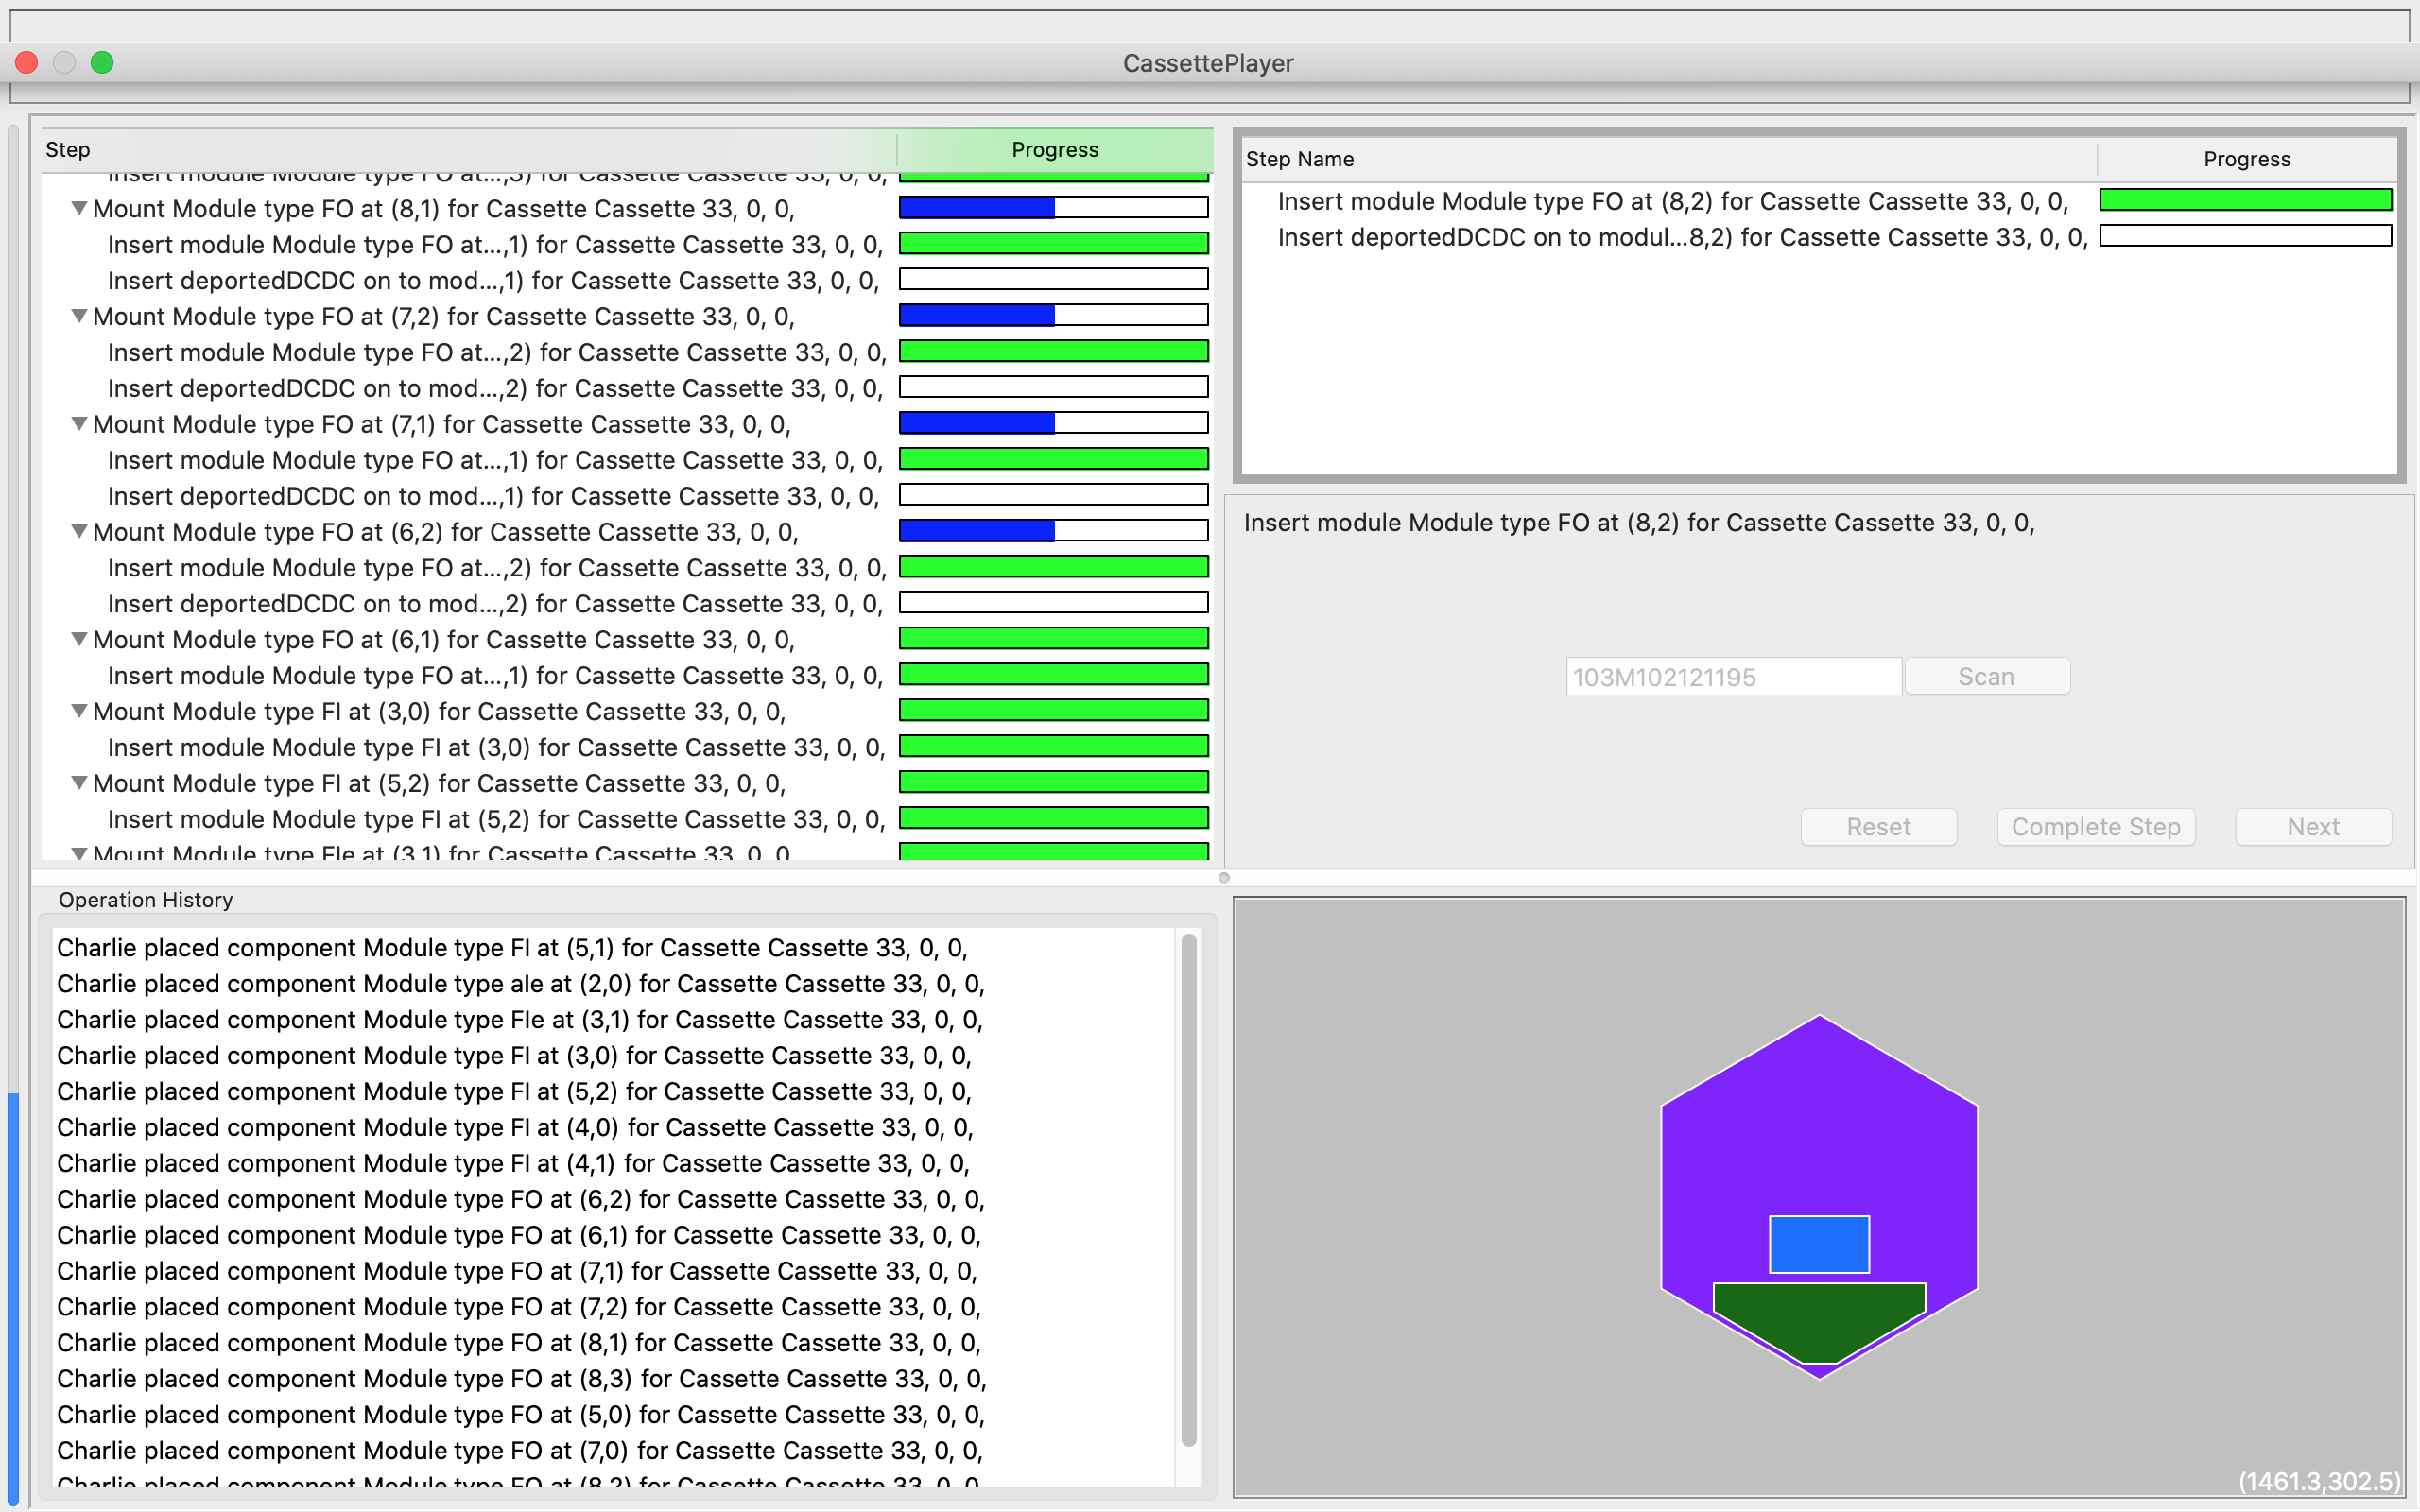 CassettePlayer
Step Progress
Insert module Module type FO at...,3) for Cassette Cassette 33, 0, 0,
Mount Module type FO at (8,1) for Cassette Cassette 33, 0, 0,
Insert module Module type FO at...,1) for Cassette Cassette 33, 0, 0,
Insert deportedDCDC on to mod...,1) for Cassette Cassette 33, 0, 0,
Mount Module type FO at (7,2) for Cassette Cassette 33, 0, 0,
Insert module Module type FO at...,2) for Cassette Cassette 33, 0, 0,
Insert deportedDCDC on to mod...,2) for Cassette Cassette 33, 0, 0,
Mount Module type FO at (7,1) for Cassette Cassette 33, 0, 0,
Insert module Module type FO at...,1) for Cassette Cassette 33, 0, 0,
Insert deportedDCDC on to mod...,1) for Cassette Cassette 33, 0, 0,
Mount Module type FO at (6,2) for Cassette Cassette 33, 0, 0,
Insert module Module type FO at...,2) for Cassette Cassette 33, 0, 0,
Insert deportedDCDC on to mod...,2) for Cassette Cassette 33, 0, 0,
Mount Module type FO at (6,1) for Cassette Cassette 33, 0, 0,
Insert module Module type FO at...,1) for Cassette Cassette 33, 0, 0,
Mount Module type FI at (3,0) for Cassette Cassette 33, 0, 0,
Insert module Module type FI at (3,0) for Cassette Cassette 33, 0, 0,
Mount Module type FI at (5,2) for Cassette Cassette 33, 0, 0,
Insert module Module type FI at (5,2) for Cassette Cassette 33, 0, 0,
Mount Module type FIe at (3,1) for Cassette Cassette 33, 0, 0,
Step Name Progress
Insert module Module type FO at (8,2) for Cassette Cassette 33, 0, 0,
Insert deportedDCDC on to modul...8,2) for Cassette Cassette 33, 0, 0,
Insert module Module type FO at (8,2) for Cassette Cassette 33, 0, 0,
103M102121195 Scan
Reset Complete Step Next
Operation History
Charlie placed component Module type FI at (5,1) for Cassette Cassette 33, 0, 0,
Charlie placed component Module type aIe at (2,0) for Cassette Cassette 33, 0, 0,
Charlie placed component Module type FIe at (3,1) for Cassette Cassette 33, 0, 0,
Charlie placed component Module type FI at (3,0) for Cassette Cassette 33, 0, 0,
Charlie placed component Module type FI at (5,2) for Cassette Cassette 33, 0, 0,
Charlie placed component Module type FI at (4,0) for Cassette Cassette 33, 0, 0,
Charlie placed component Module type FI at (4,1) for Cassette Cassette 33, 0, 0,
Charlie placed component Module type FO at (6,2) for Cassette Cassette 33, 0, 0,
Charlie placed component Module type FO at (6,1) for Cassette Cassette 33, 0, 0,
Charlie placed component Module type FO at (7,1) for Cassette Cassette 33, 0, 0,
Charlie placed component Module type FO at (7,2) for Cassette Cassette 33, 0, 0,
Charlie placed component Module type FO at (8,1) for Cassette Cassette 33, 0, 0,
Charlie placed component Module type FO at (8,3) for Cassette Cassette 33, 0, 0,
Charlie placed component Module type FO at (5,0) for Cassette Cassette 33, 0, 0,
Charlie placed component Module type FO at (7,0) for Cassette Cassette 33, 0, 0,
Charlie placed component Module type FO at (8,2) for Cassette Cassette 33, 0, 0,
(1461.3,302.5)